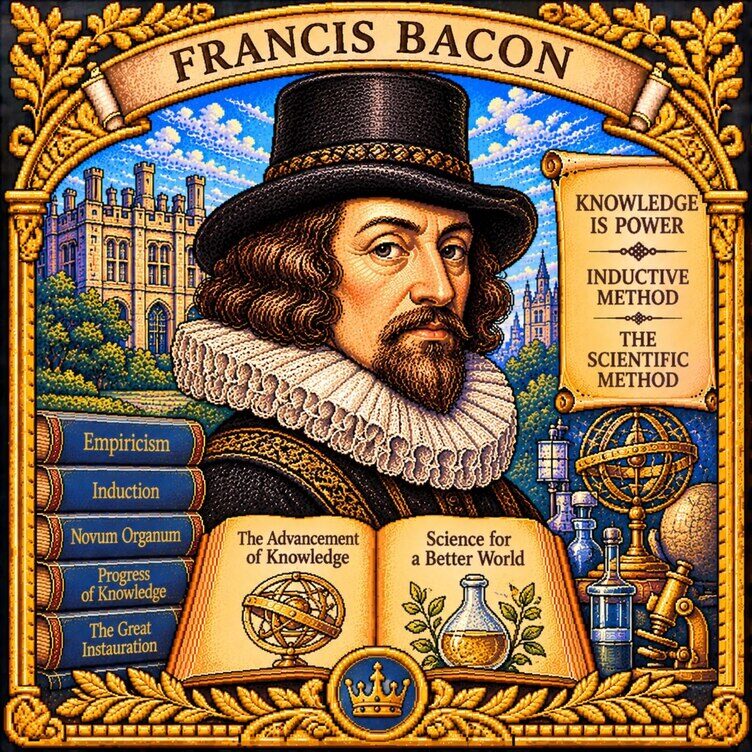 FRANCIS BACON
KNOWLEDGE
IS POWER
INDUCTIVE
METHOD
THE
SCIENTIFIC
METHOD
Empiricism
Induction
Novum Organum
Progress
of Knowledge
The Great
Instauration
The Advancement
of Knowledge
Science for
a Better World